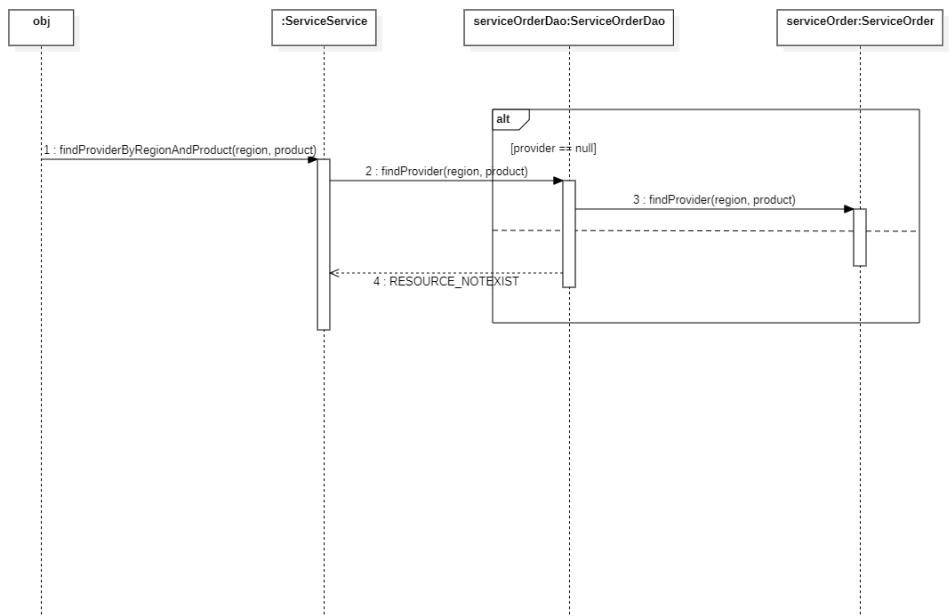 obj
:ServiceService
serviceOrderDao:ServiceOrderDao
serviceOrder:ServiceOrder
alt
[provider == null]
1 : findProviderByRegionAndProduct(region, product)
2 : findProvider(region, product)
3 : findProvider(region, product)
4 : RESOURCE_NOTEXIST